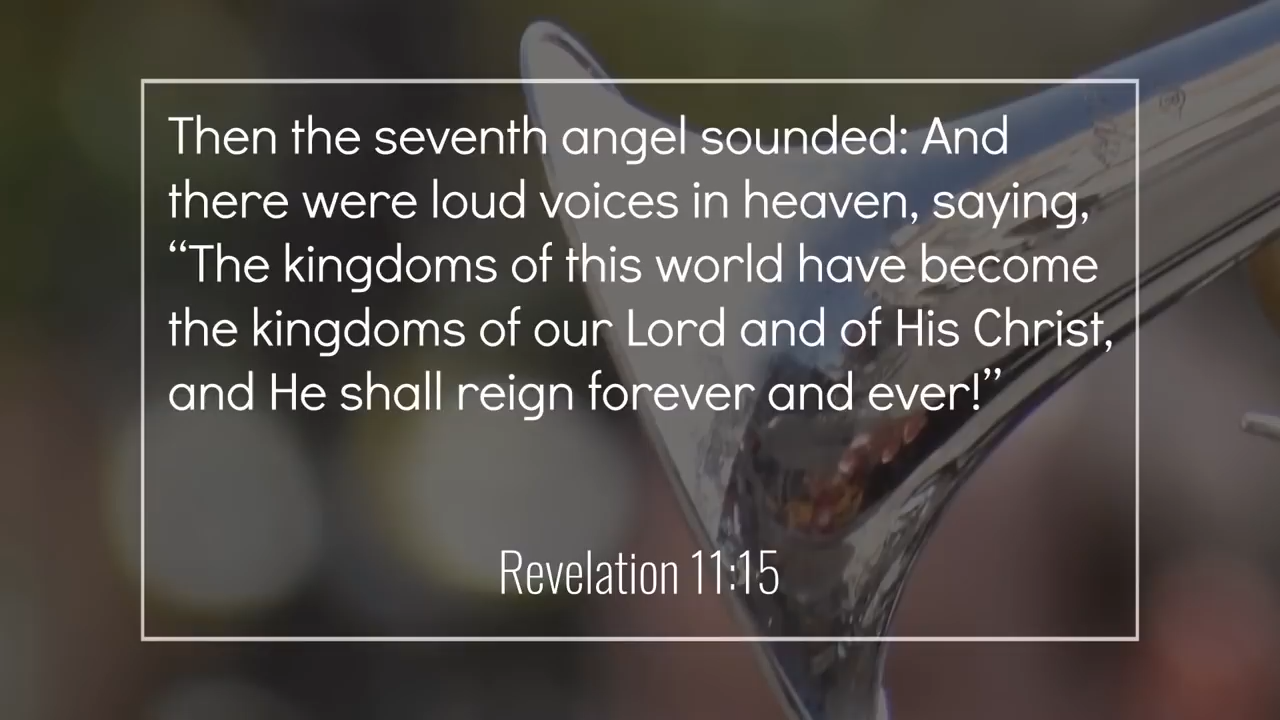 Then the seventh angel sounded: And
there were loud voices in heaven, saying,
“The kingdoms of this world have become
the kingdoms of our Lord and of His Christ,
and He shall reign forever and ever!”
Revelation 11:15